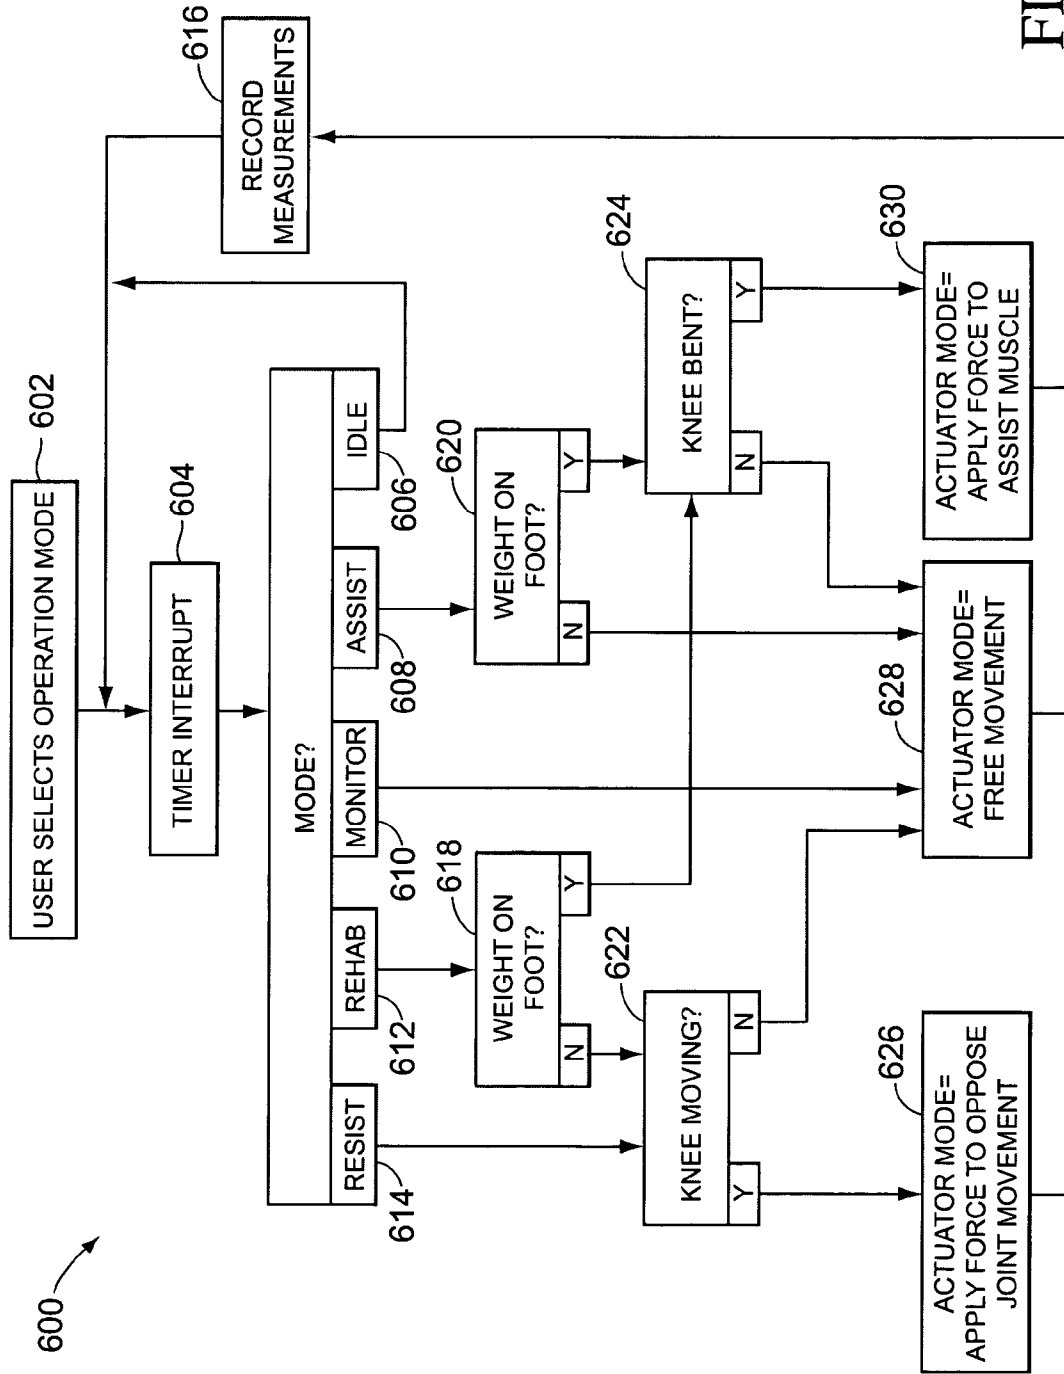 600
USER SELECTS OPERATION MODE
602
TIMER INTERRUPT
604
RECORD
MEASUREMENTS
616
MODE?
RESIST
REHAB
MONITOR
ASSIST
IDLE
614
612
610
608
606
WEIGHT ON
FOOT?
N
Y
618
WEIGHT ON
FOOT?
N
Y
620
KNEE MOVING?
Y
N
622
KNEE BENT?
N
Y
624
ACTUATOR MODE=
APPLY FORCE TO OPPOSE
JOINT MOVEMENT
626
ACTUATOR MODE=
FREE MOVEMENT
628
ACTUATOR MODE=
APPLY FORCE TO
ASSIST MUSCLE
630